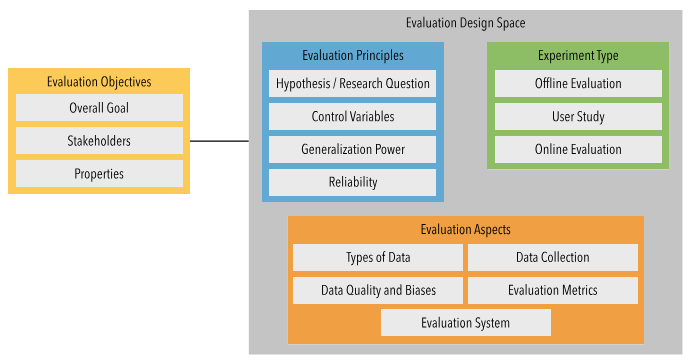 Evaluation Design Space
Evaluation Objectives
Overall Goal
Stakeholders
Properties
Evaluation Principles
Hypothesis / Research Question
Control Variables
Generalization Power
Reliability
Experiment Type
Offline Evaluation
User Study
Online Evaluation
Evaluation Aspects
Types of Data
Data Collection
Data Quality and Biases
Evaluation Metrics
Evaluation System